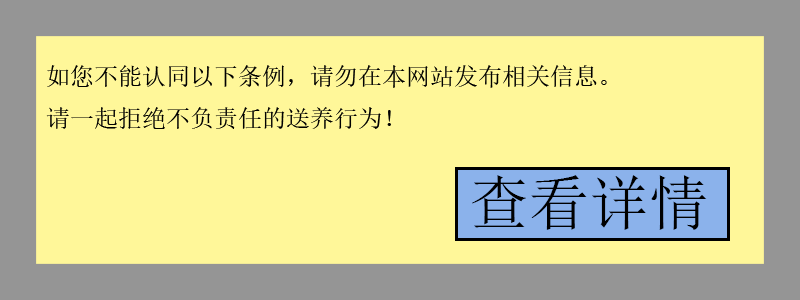 如您不能认同以下条例，请勿在本网站发布相关信息。
请一起拒绝不负责任的送养行为！
查看详情